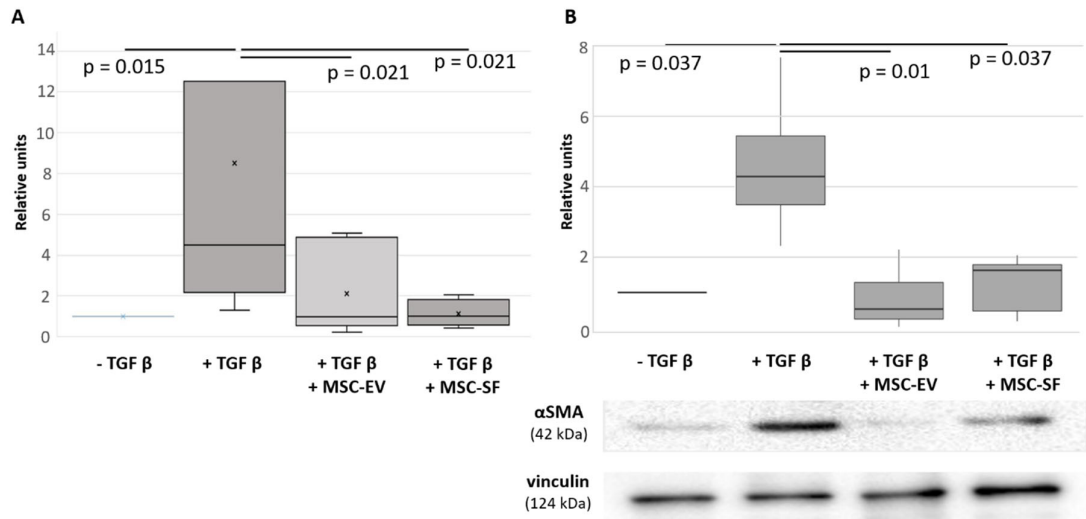 A
14
12
10
8
6
4
2
0
Relative units
p = 0.015
p = 0.021
p = 0.021
- TGF β
+ TGF β
+ TGF β
+ MSC-EV
+ TGF β
+ MSC-SF
B
8
6
4
2
0
Relative units
p = 0.037
p = 0.01
p = 0.037
- TGF β
+ TGF β
+ TGF β
+ MSC-EV
+ TGF β
+ MSC-SF
αSMA
(42 kDa)
vinculin
(124 kDa)